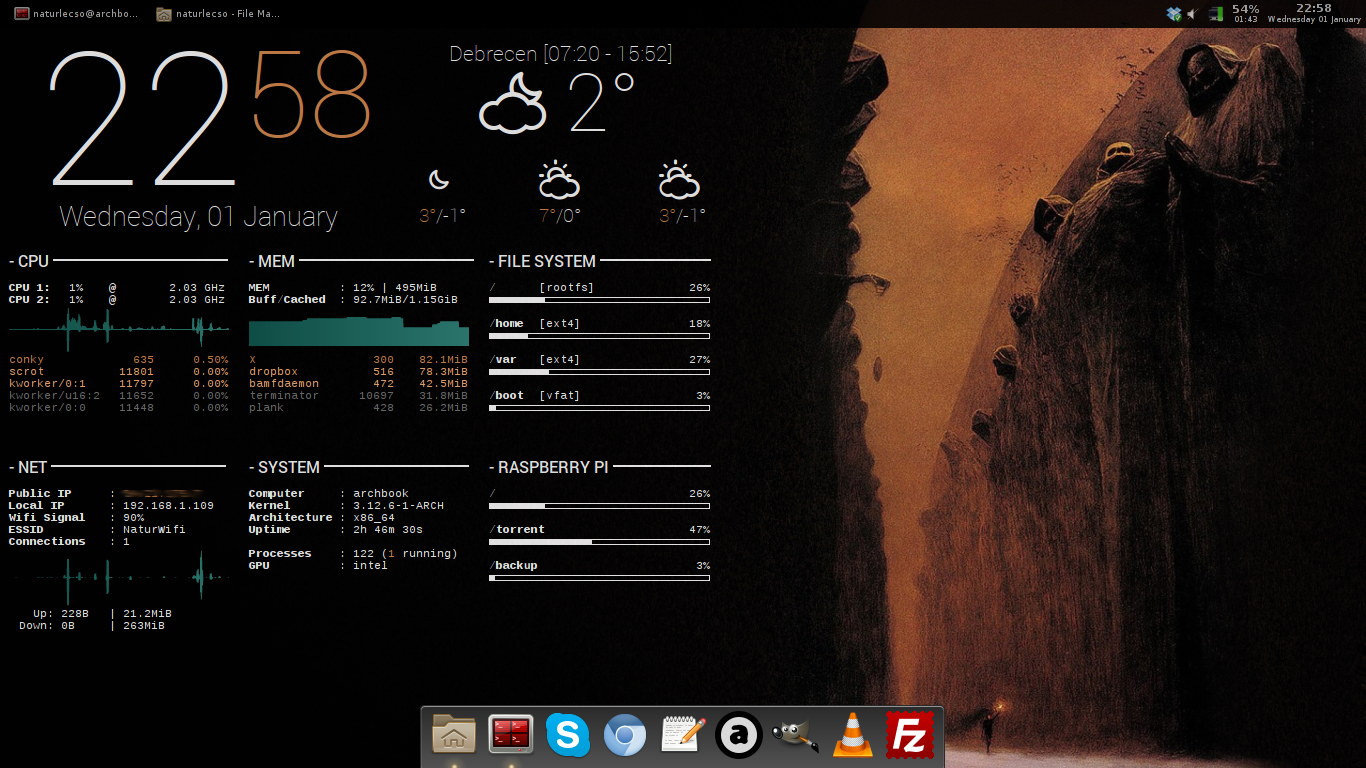 naturlecso@archbo...
naturlecso - File Ma...
54%
01:43
22:58
Wednesday 01 January
22 58
Wednesday, 01 January
Debrecen [07:20 - 15:52]
2°
3°/-1°
7°/0°
3°/-1°
- CPU
CPU 1: 1% @ 2.03 GHz
CPU 2: 1% @ 2.03 GHz
conky 635 0.50%
scrot 11801 0.00%
kworker/0:1 11797 0.00%
kworker/u16:2 11652 0.00%
kworker/0:0 11448 0.00%
- MEM
MEM : 12% | 495MiB
Buff/Cached : 92.7MiB/1.15GiB
X 300 82.1MiB
dropbox 516 78.3MiB
bamfdaemon 472 42.5MiB
terminator 10697 31.8MiB
plank 428 26.2MiB
- FILE SYSTEM
/ [rootfs] 26%
/home [ext4] 18%
/var [ext4] 27%
/boot [vfat] 3%
- NET
Public IP :
Local IP : 192.168.1.109
Wifi Signal : 90%
ESSID : NaturWifi
Connections : 1
Up: 228B | 21.2MiB
Down: 0B | 263MiB
- SYSTEM
Computer : archbook
Kernel : 3.12.6-1-ARCH
Architecture : x86_64
Uptime : 2h 46m 30s
Processes : 122 (1 running)
GPU : intel
- RASPBERRY PI
/ 26%
/torrent 47%
/backup 3%
S
a
Fz